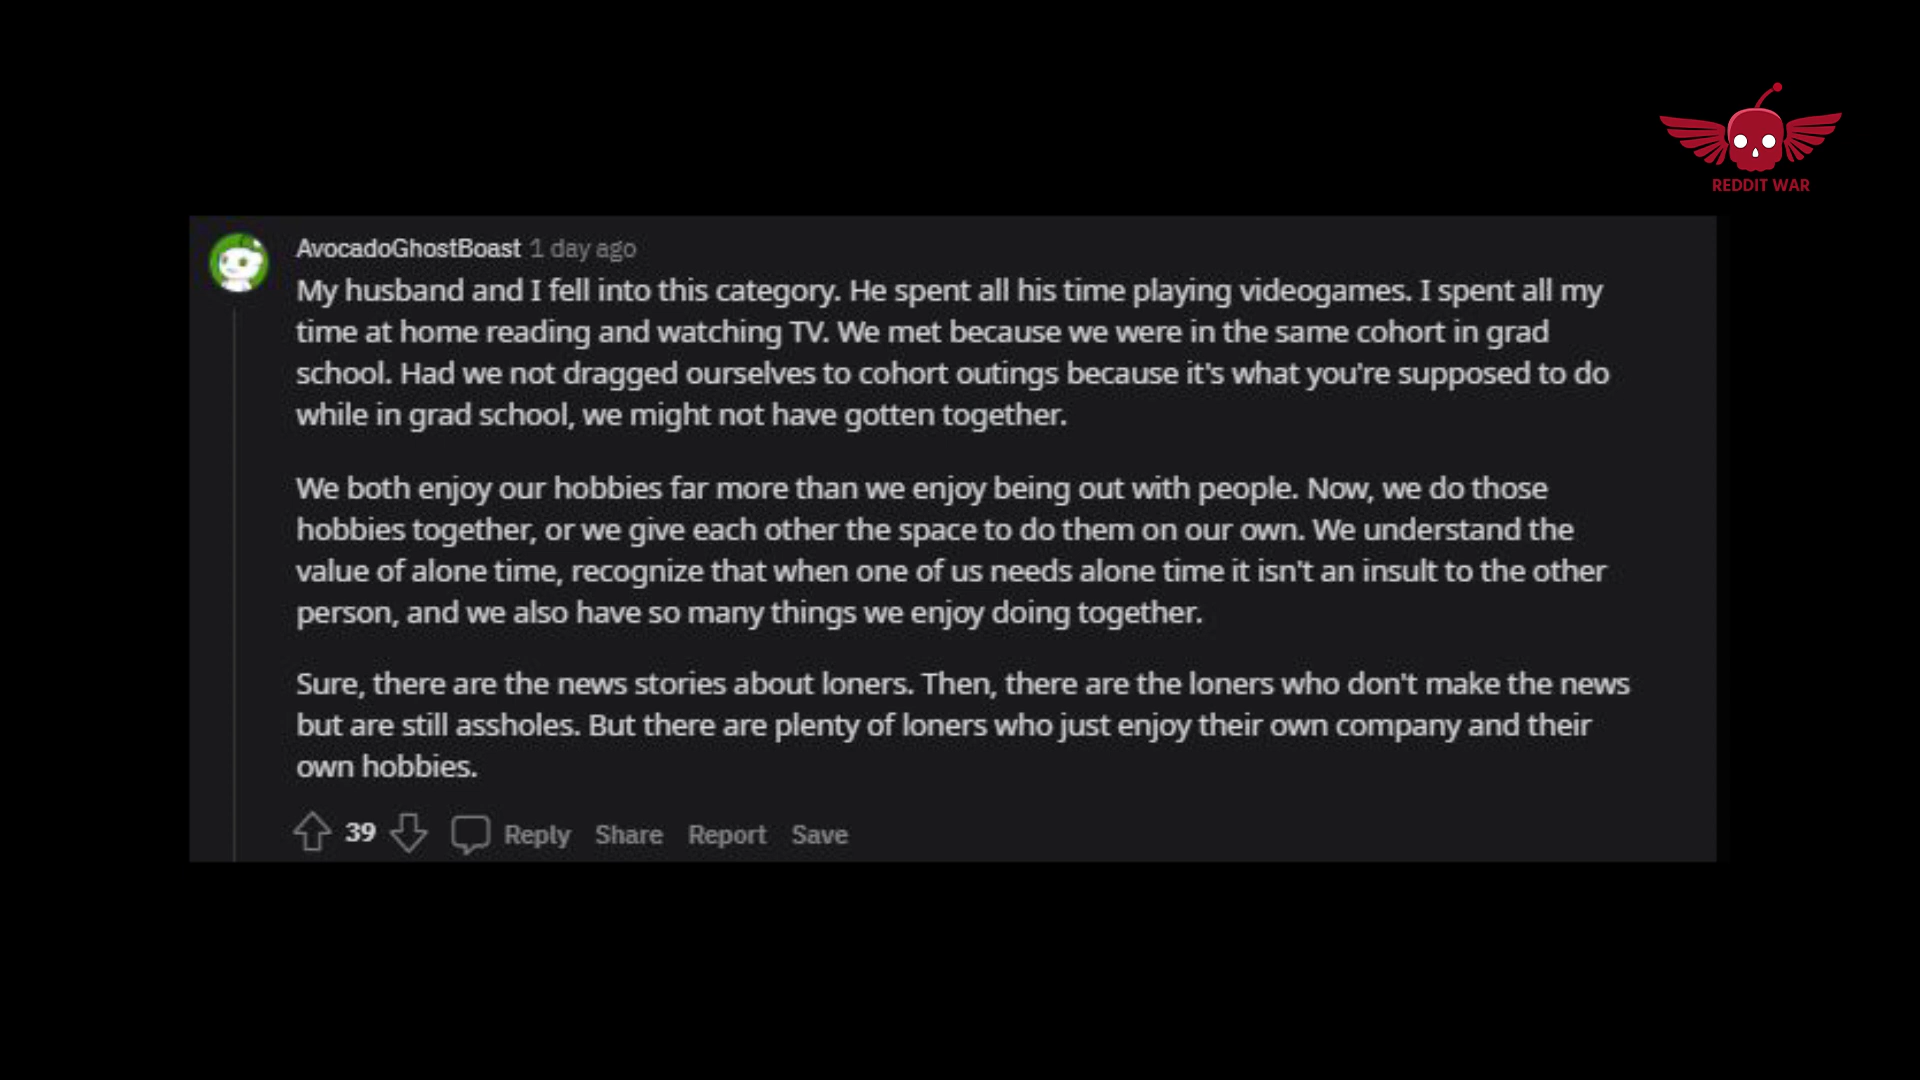 REDDIT WAR
AvocadoGhostBoast 1 day ago
My husband and I fell into this category. He spent all his time playing videogames. I spent all my
time at home reading and watching TV. We met because we were in the same cohort in grad
school. Had we not dragged ourselves to cohort outings because it's what you're supposed to do
while in grad school, we might not have gotten together.
We both enjoy our hobbies far more than we enjoy being out with people. Now, we do those
hobbies together, or we give each other the space to do them on our own. We understand the
value of alone time, recognize that when one of us needs alone time it isn't an insult to the other
person, and we also have so many things we enjoy doing together.
Sure, there are the news stories about loners. Then, there are the loners who don't make the news
but are still assholes. But there are plenty of loners who just enjoy their own company and their
own hobbies.
39 Reply Share Report Save